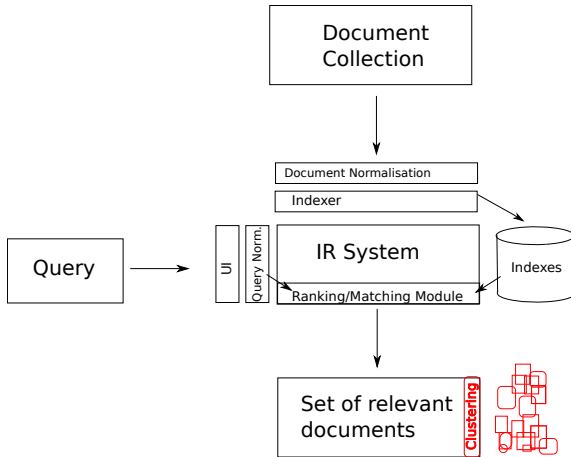 Document
Collection
Document Normalisation
Indexer
Query
UI
Query Norm.
IR System
Ranking/Matching Module
Indexes
Set of relevant
documents
Clustering